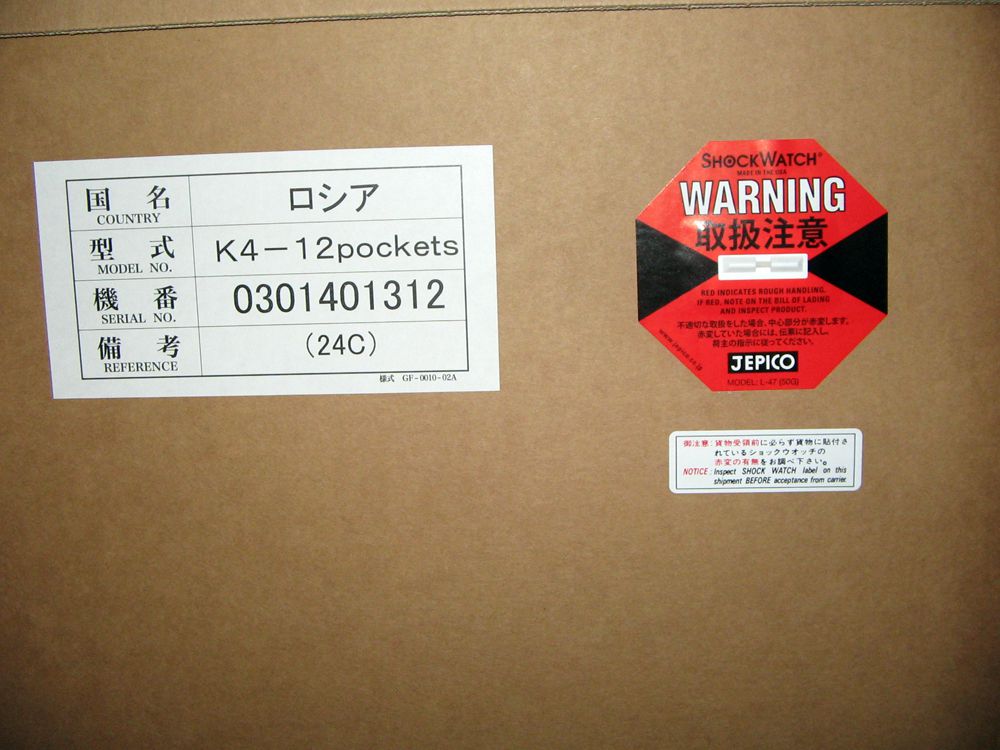 国名 ロシア
COUNTRY
型式 K4-12pockets
MODEL NO.
機番 0301401312
SERIAL NO.
備考 (24C)
REFERENCE
様式 GF-0010-02A
SHOCKWATCH®
MADE IN THE USA
WARNING
取扱注意
RED INDICATES ROUGH HANDLING.
IF RED, NOTE ON THE BILL OF LADING
AND INSPECT PRODUCT.
不適切な取扱をした場合、中心部分が赤変します。
赤変していた場合には、伝票に記入し、
荷主の指示に従ってください。
www.jepico.co.jp
JEPICO
MODEL: L-47 (50G)
御注意:貨物受領前に必らず貨物に貼付さ
れているショックウオッチの
赤変の有無をお調べ下さい。
NOTICE: Inspect SHOCK WATCH label on this
shipment BEFORE acceptance from carrier.